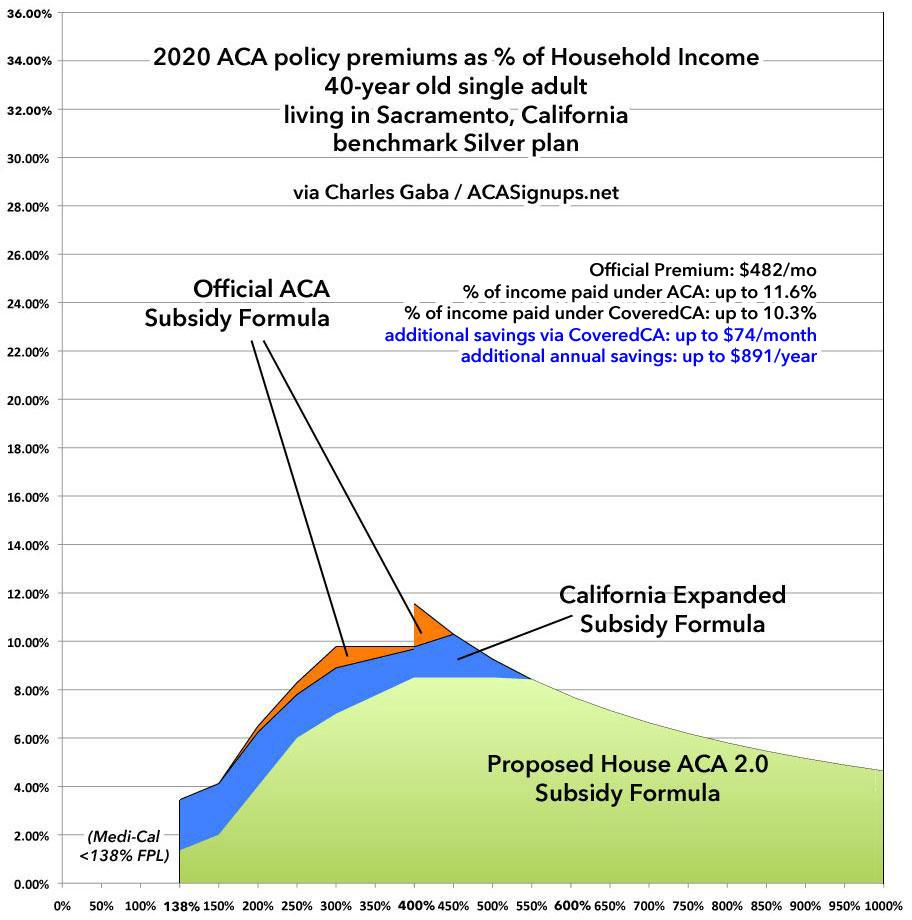 2020 ACA policy premiums as % of Household Income
40-year old single adult
living in Sacramento, California
benchmark Silver plan
via Charles Gaba / ACASignups.net
Official Premium: $482/mo
% of income paid under ACA: up to 11.6%
% of income paid under CoveredCA: up to 10.3%
additional savings via CoveredCA: up to $74/month
additional annual savings: up to $891/year
Official ACA
Subsidy Formula
California Expanded
Subsidy Formula
Proposed House ACA 2.0
Subsidy Formula
(Medi-Cal
<138% FPL)
36.00%
34.00%
32.00%
30.00%
28.00%
26.00%
24.00%
22.00%
20.00%
18.00%
16.00%
14.00%
12.00%
10.00%
8.00%
6.00%
4.00%
2.00%
0.00%
0% 50% 100% 138% 150% 200% 250% 300% 350% 400% 450% 500% 550% 600% 650% 700% 750% 800% 850% 900% 950% 1000%